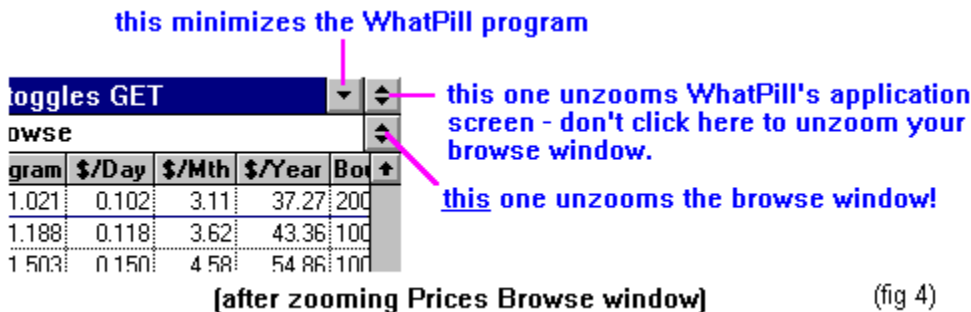 this minimizes the WhatPill program
toggles GET
this one unzooms WhatPill's application
screen - don't click here to unzoom your
browse window.
owse
gram $/Day $/Mth $/Year Bo
this one unzooms the browse window!
1.021 0.102 3.11 37.27 200
1.188 0.118 3.62 43.36 100
1.503 0.150 4.58 54.86 100
(after zooming Prices Browse window)
(fig 4)